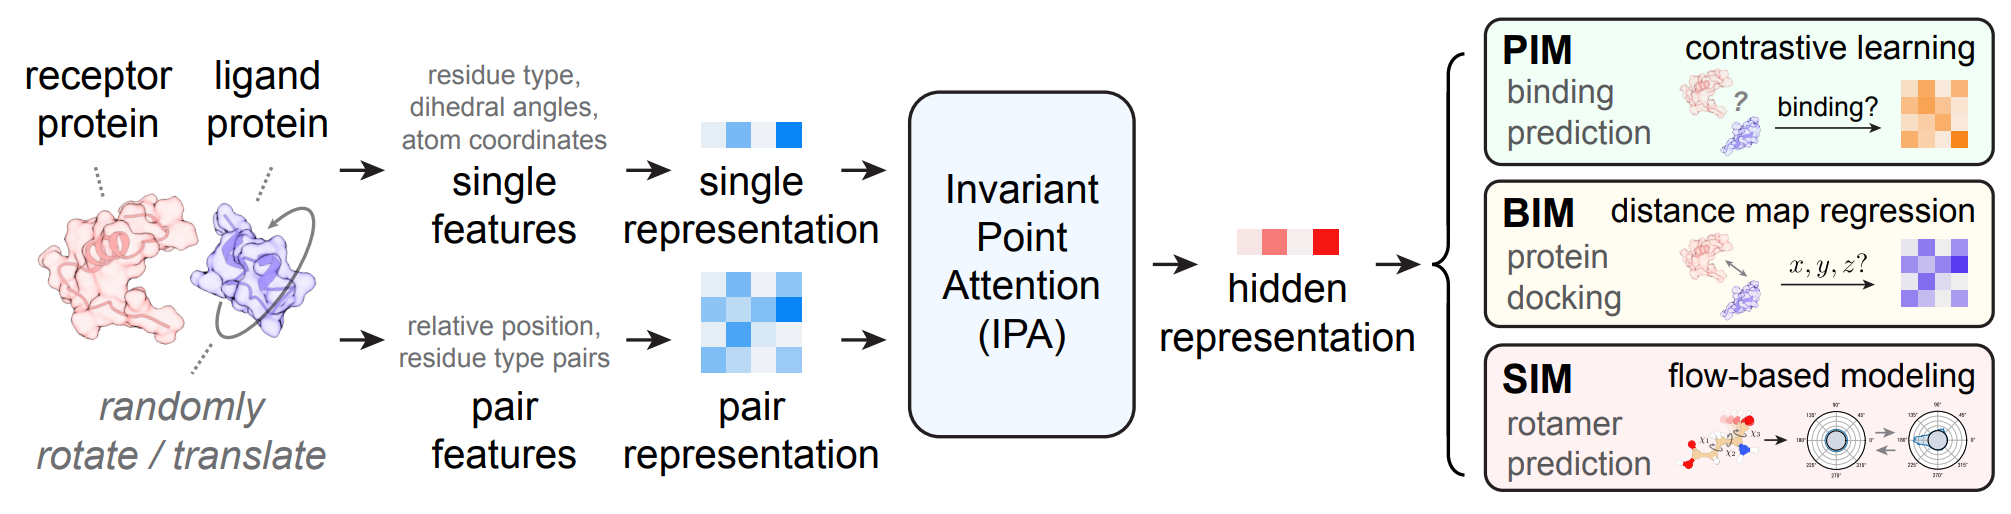 receptor
protein
ligand
protein
randomly
rotate / translate
residue type,
dihedral angles,
atom coordinates
single
features
relative position,
residue type pairs
pair
features
single
representation
pair
representation
Invariant
Point
Attention
(IPA)
hidden
representation
PIM contrastive learning
binding
prediction
?
binding?
BIM distance map regression
protein
docking
x, y, z?
SIM flow-based modeling
rotamer
prediction
χ1 χ2 χ3
90°
135° 45°
180° 0°
225° 315°
270°
90°
135° 45°
180° 0°
225° 315°
270°